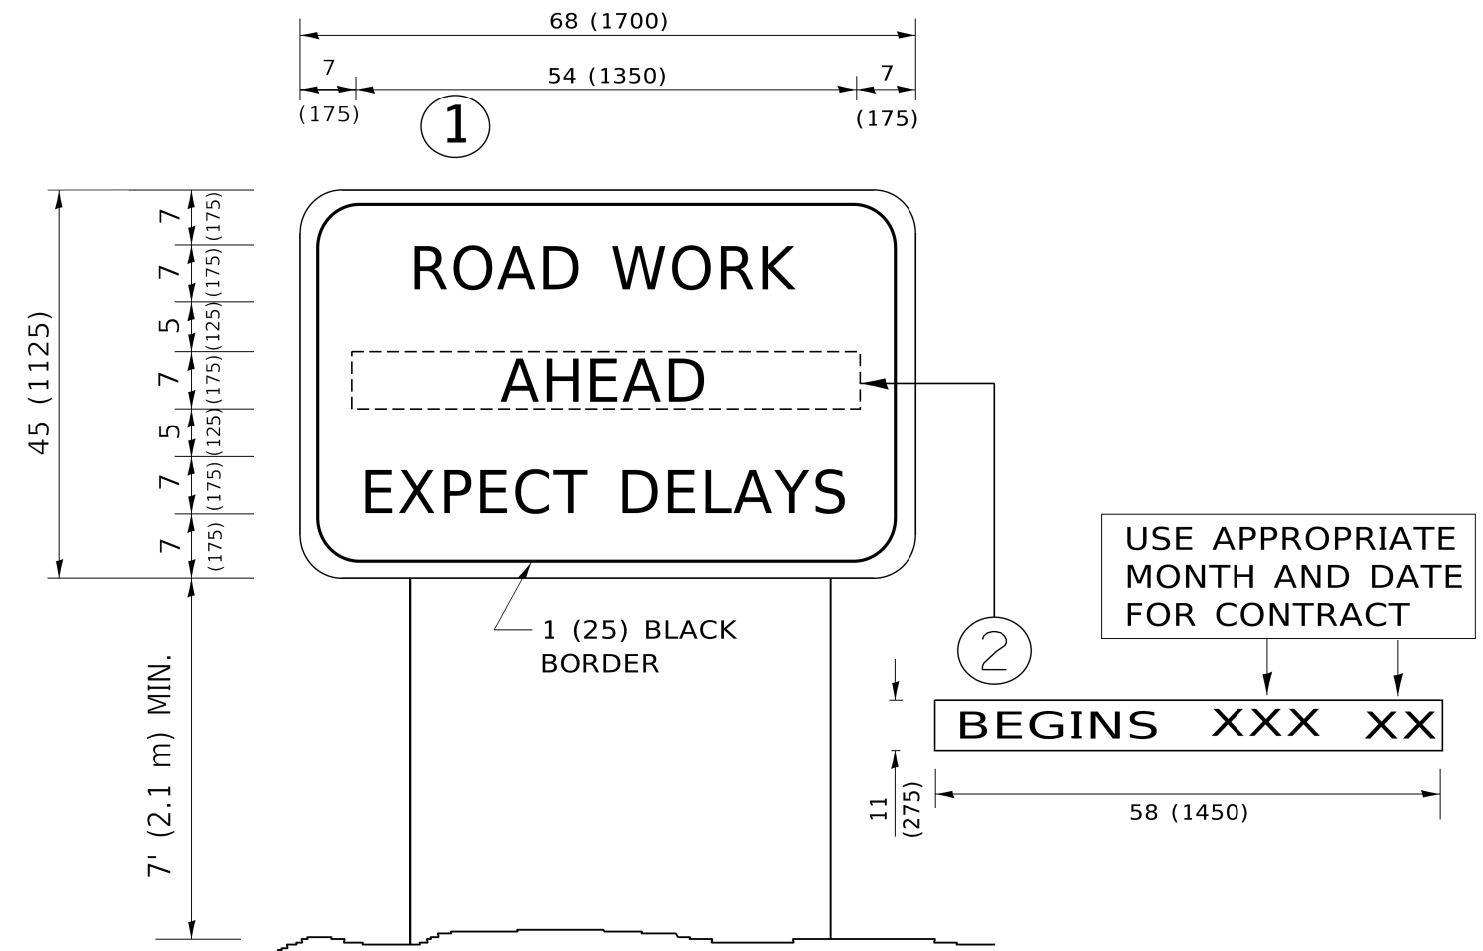 68 (1700)
7
54 (1350)
7
(175)
(175)
1
7
(175)
7
(175)
5
(125)
7
(175)
5
(125)
7
(175)
7
(175)
45 (1125)
ROAD WORK
AHEAD
EXPECT DELAYS
1 (25) BLACK
BORDER
7' (2.1 m) MIN.
2
USE APPROPRIATE
MONTH AND DATE
FOR CONTRACT
BEGINS XXX XX
11
(275)
58 (1450)